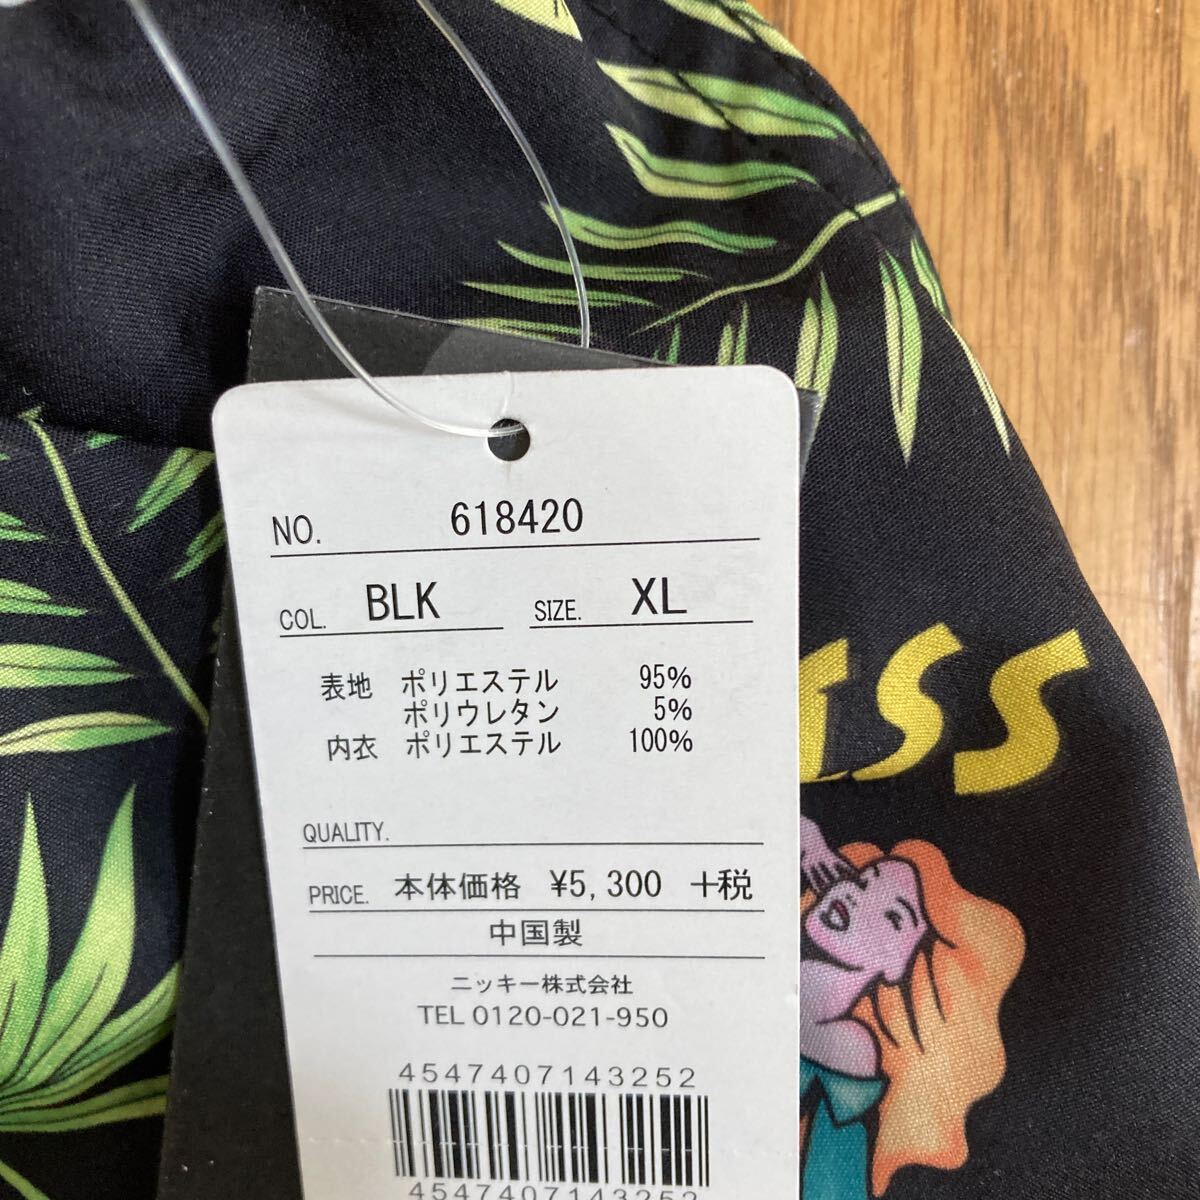 NO. 618420
COL. BLK SIZE. XL
表地 ポリエステル 95%
ポリウレタン 5%
内衣 ポリエステル 100%
QUALITY.
PRICE. 本体価格 ¥5,300 +税
中国製
ニッキー株式会社
TEL 0120-021-950
4547407143252
4547407143252